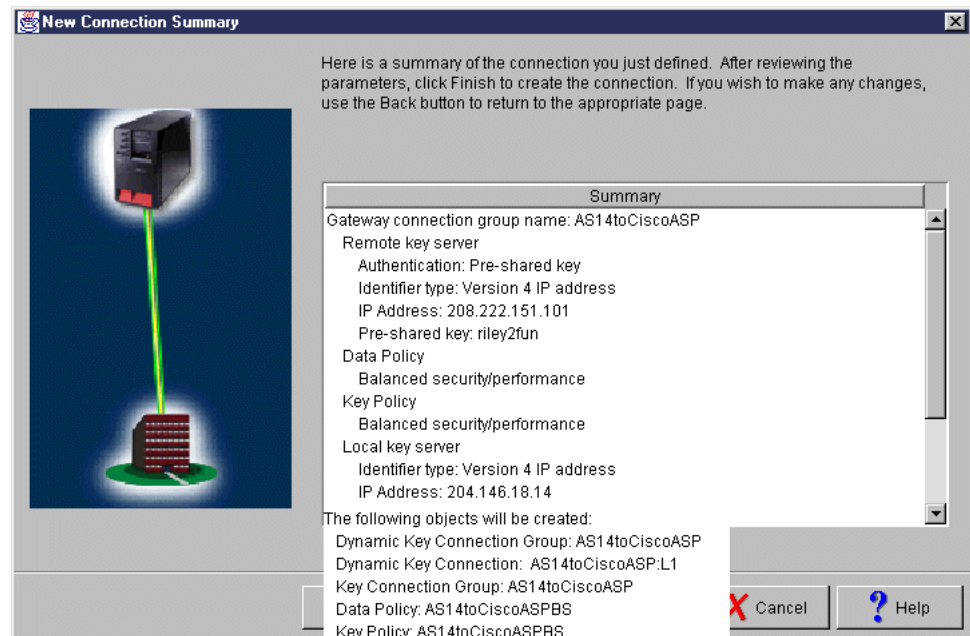 New Connection Summary
Here is a summary of the connection you just defined. After reviewing the
parameters, click Finish to create the connection. If you wish to make any changes,
use the Back button to return to the appropriate page.
Summary
Gateway connection group name: AS14toCiscoASP
Remote key server
Authentication: Pre-shared key
Identifier type: Version 4 IP address
IP Address: 208.222.151.101
Pre-shared key: riley2fun
Data Policy
Balanced security/performance
Key Policy
Balanced security/performance
Local key server
Identifier type: Version 4 IP address
IP Address: 204.146.18.14
The following objects will be created:
Dynamic Key Connection Group: AS14toCiscoASP
Dynamic Key Connection: AS14toCiscoASP:L1
Key Connection Group: AS14toCiscoASP
Data Policy: AS14toCiscoASPBS
Key Policy: AS14toCiscoASPBS
Cancel
? Help